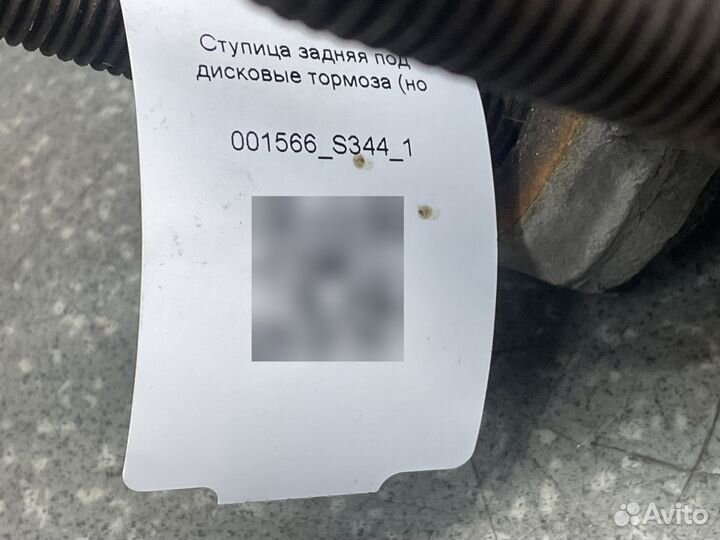 Ступица задняя под
дисковые тормоза (но
001566_S344_1
Avito